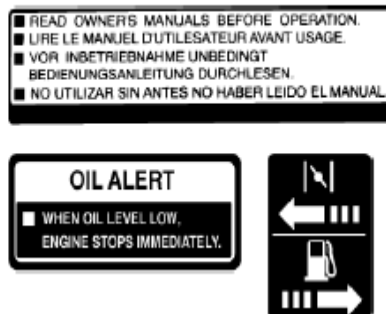 READ OWNER'S MANUALS BEFORE OPERATION.
LIRE LE MANUEL D'UTILESATEUR AVANT USAGE.
VOR INBETRIEBNAHME UNBEDINGT
BEDIENUNGSANLEITUNG DURCHLESEN.
NO UTILIZAR SIN ANTES NO HABER LEIDO EL MANUAL.
OIL ALERT
WHEN OIL LEVEL LOW,
ENGINE STOPS IMMEDIATELY.